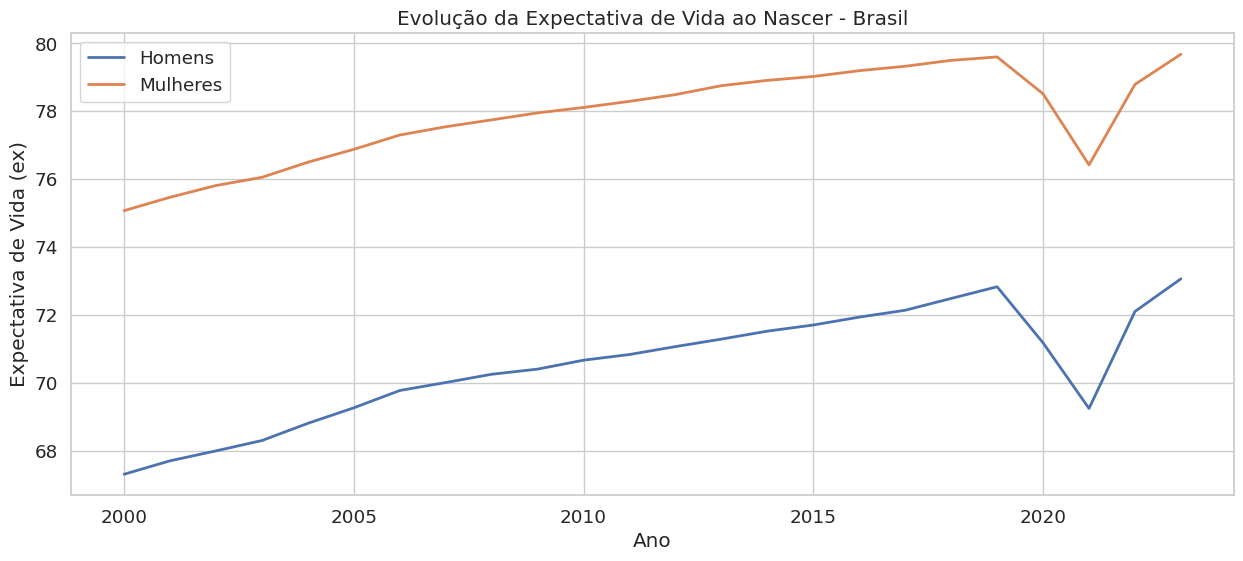 Evolução da Expectativa de Vida ao Nascer - Brasil
Homens
Mulheres
Expectativa de Vida (ex)
80
78
76
74
72
70
68
2000
2005
2010
2015
2020
Ano